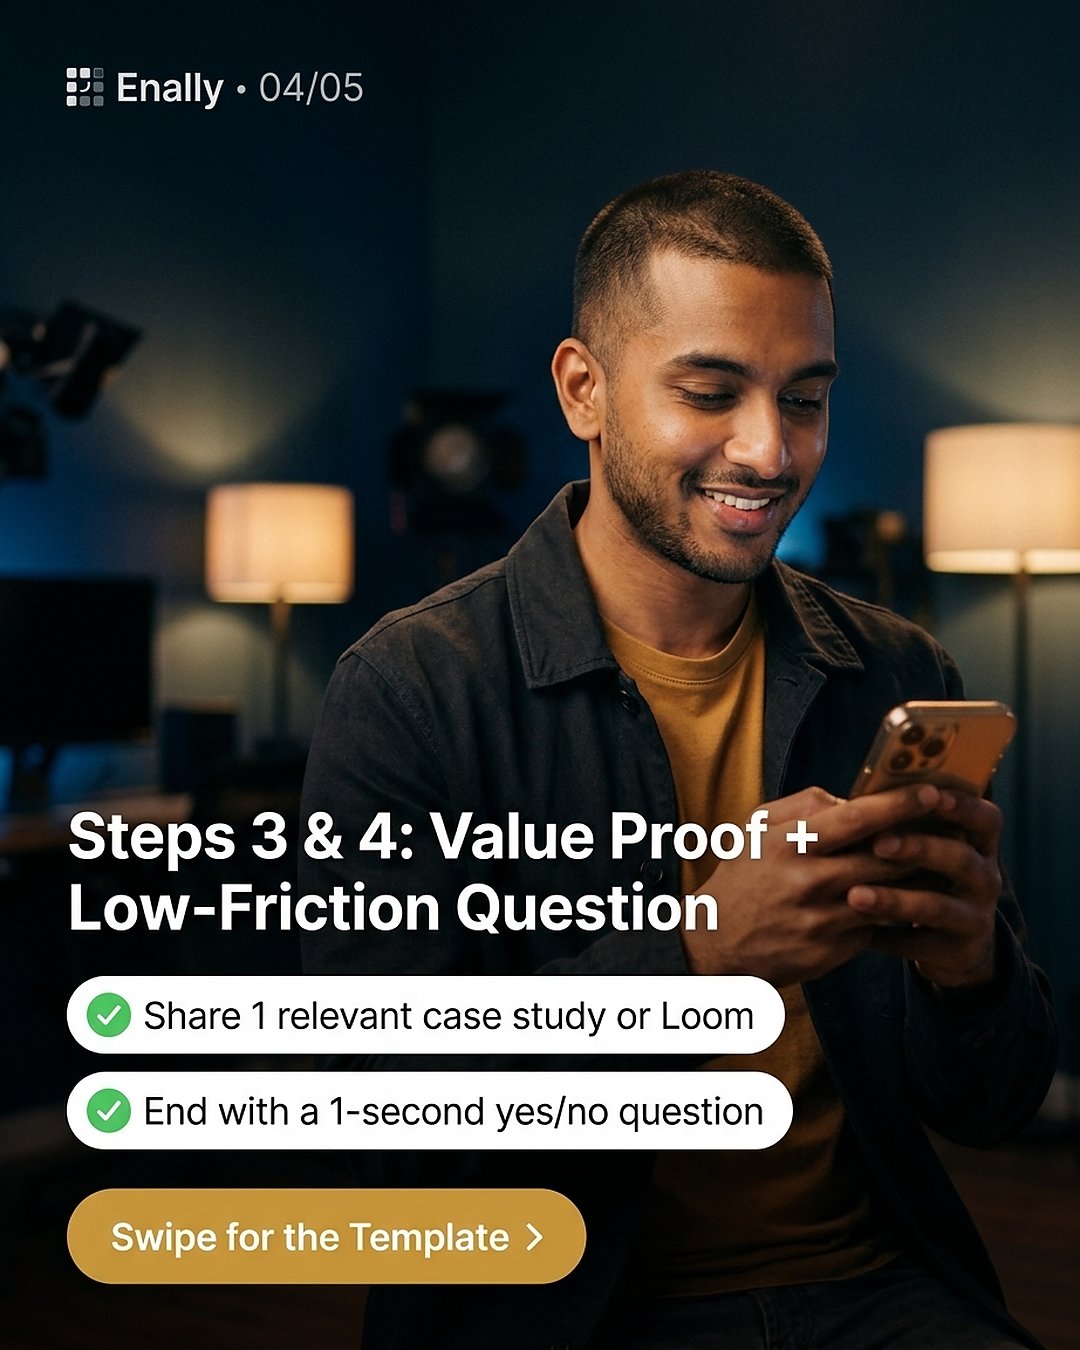 Enally • 04/05
Steps 3 & 4: Value Proof +
Low-Friction Question
Share 1 relevant case study or Loom
End with a 1-second yes/no question
Swipe for the Template >